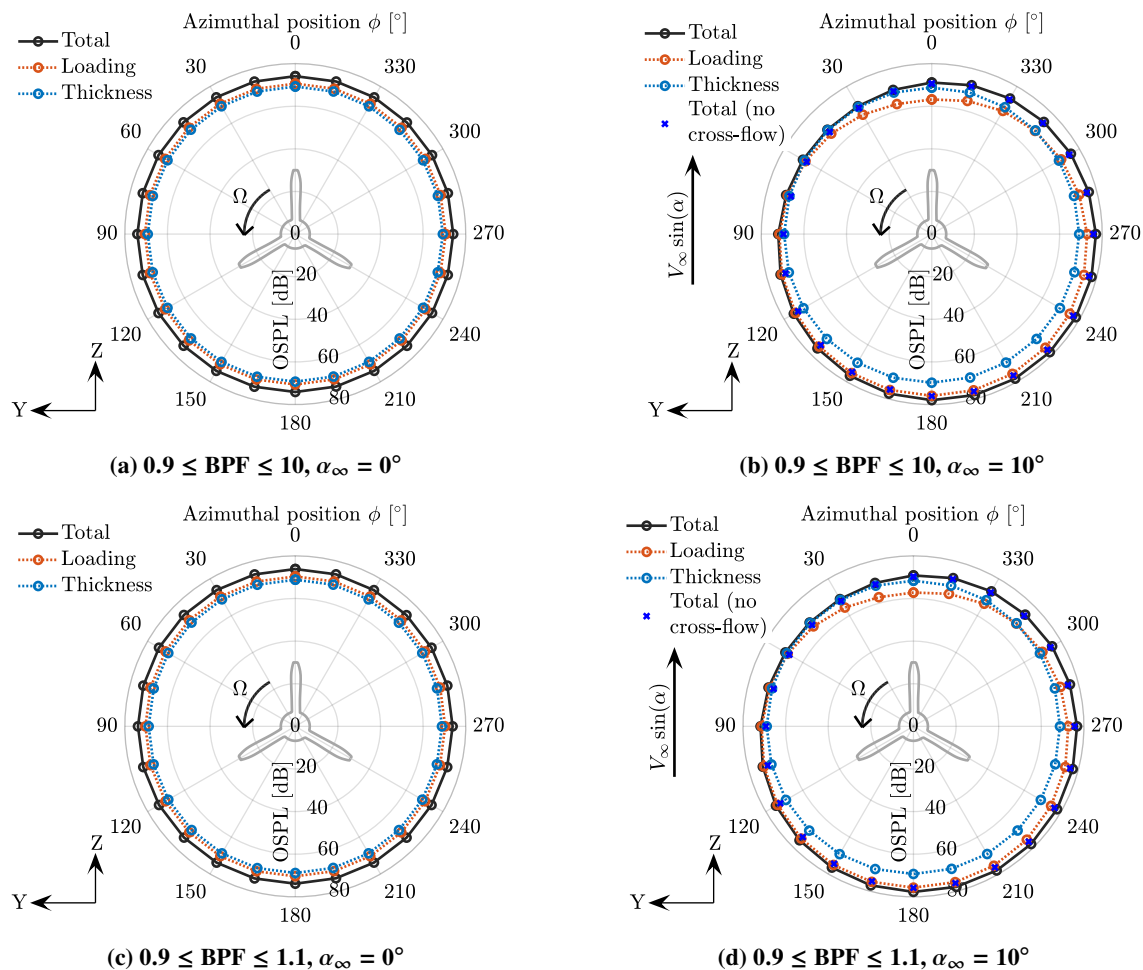 Azimuthal position ϕ [°]
Total
Loading
Thickness
0
30
330
60
300
90
270
120
240
150
210
180
Ω
0
20
40
60
80
OSPL [dB]
Z
Y
(a) 0.9 ≤ BPF ≤ 10, α∞ = 0°
Azimuthal position ϕ [°]
Total
Loading
Thickness
Total (no
cross-flow)
V∞ sin(α)
0
30
330
60
300
90
270
120
240
150
210
180
Ω
0
20
40
60
80
OSPL [dB]
Z
Y
(b) 0.9 ≤ BPF ≤ 10, α∞ = 10°
Azimuthal position ϕ [°]
Total
Loading
Thickness
0
30
330
60
300
90
270
120
240
150
210
180
Ω
0
20
40
60
80
OSPL [dB]
Z
Y
(c) 0.9 ≤ BPF ≤ 1.1, α∞ = 0°
Azimuthal position ϕ [°]
Total
Loading
Thickness
Total (no
cross-flow)
V∞ sin(α)
0
30
330
60
300
90
270
120
240
150
210
180
Ω
0
20
40
60
80
OSPL [dB]
Z
Y
(d) 0.9 ≤ BPF ≤ 1.1, α∞ = 10°